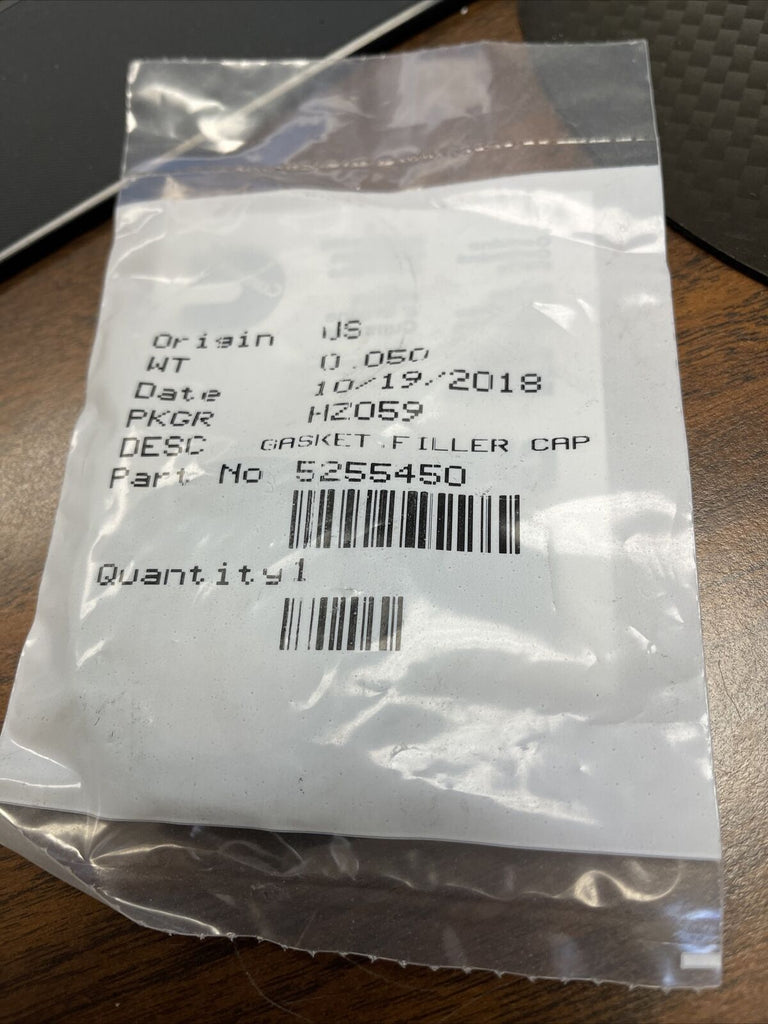 Origin US
WT 0.050
Date 10/19/2018
PKGR HZ059
DESC GASKET,FILLER CAP
Part No 5255450
Quantity1